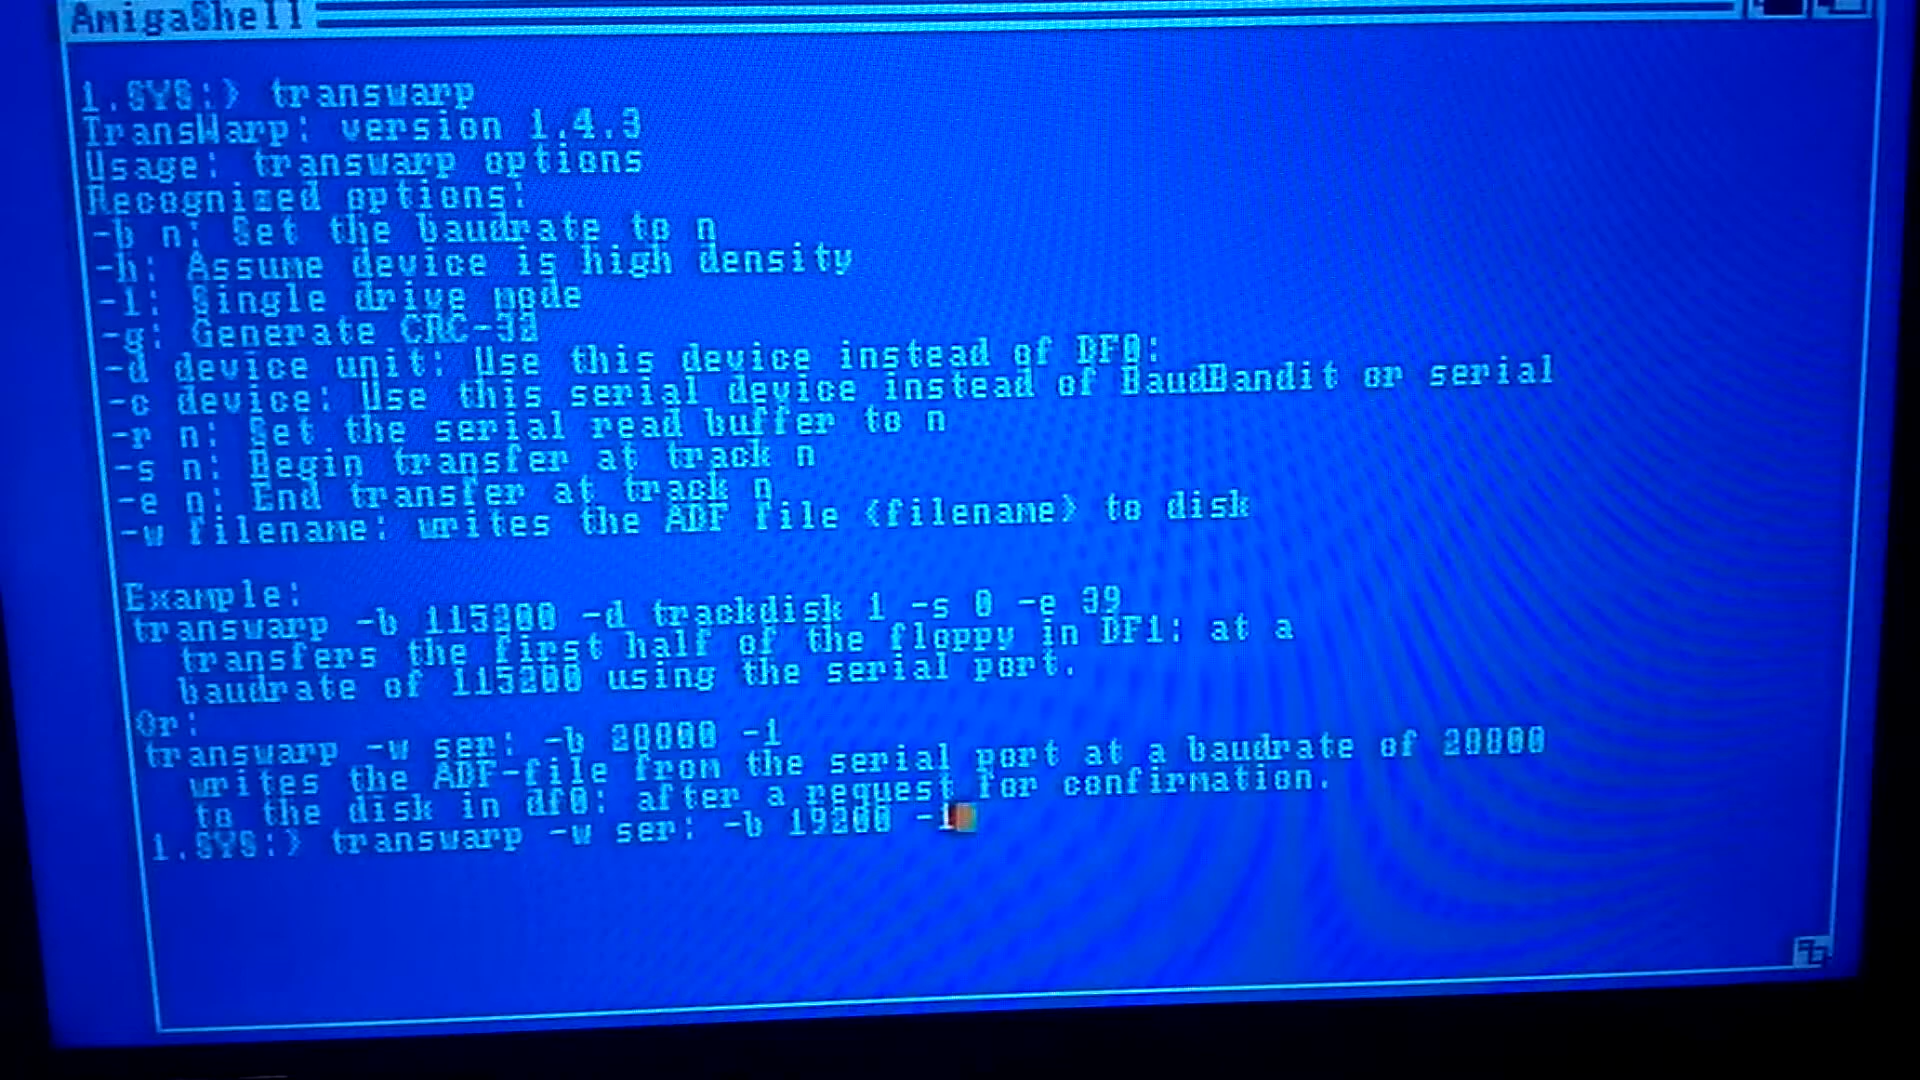 AmigaShell
1.SYS:> transwarp
TransWarp: version 1.4.3
Usage: transwarp options
Recognized options:
-b n: Set the baudrate to n
-h: Assume device is high density
-1: Single drive mode
-g: Generate CRC-32
-d device unit: Use this device instead of DF0:
-c device: Use this serial device instead of BaudBandit or serial
-r n: Set the serial read buffer to n
-s n: Begin transfer at track n
-e n: End transfer at track n
-w filename: writes the ADF file <filename> to disk
Example:
transwarp -b 115200 -d trackdisk 1 -s 0 -e 39
transfers the first half of the floppy in DF1: at a
baudrate of 115200 using the serial port.
Or:
transwarp -w ser: -b 28800 -1
writes the ADF-file from the serial port at a baudrate of 28800
to the disk in df0: after a request for confirmation.
1.SYS:> transwarp -w ser: -b 19200 -1